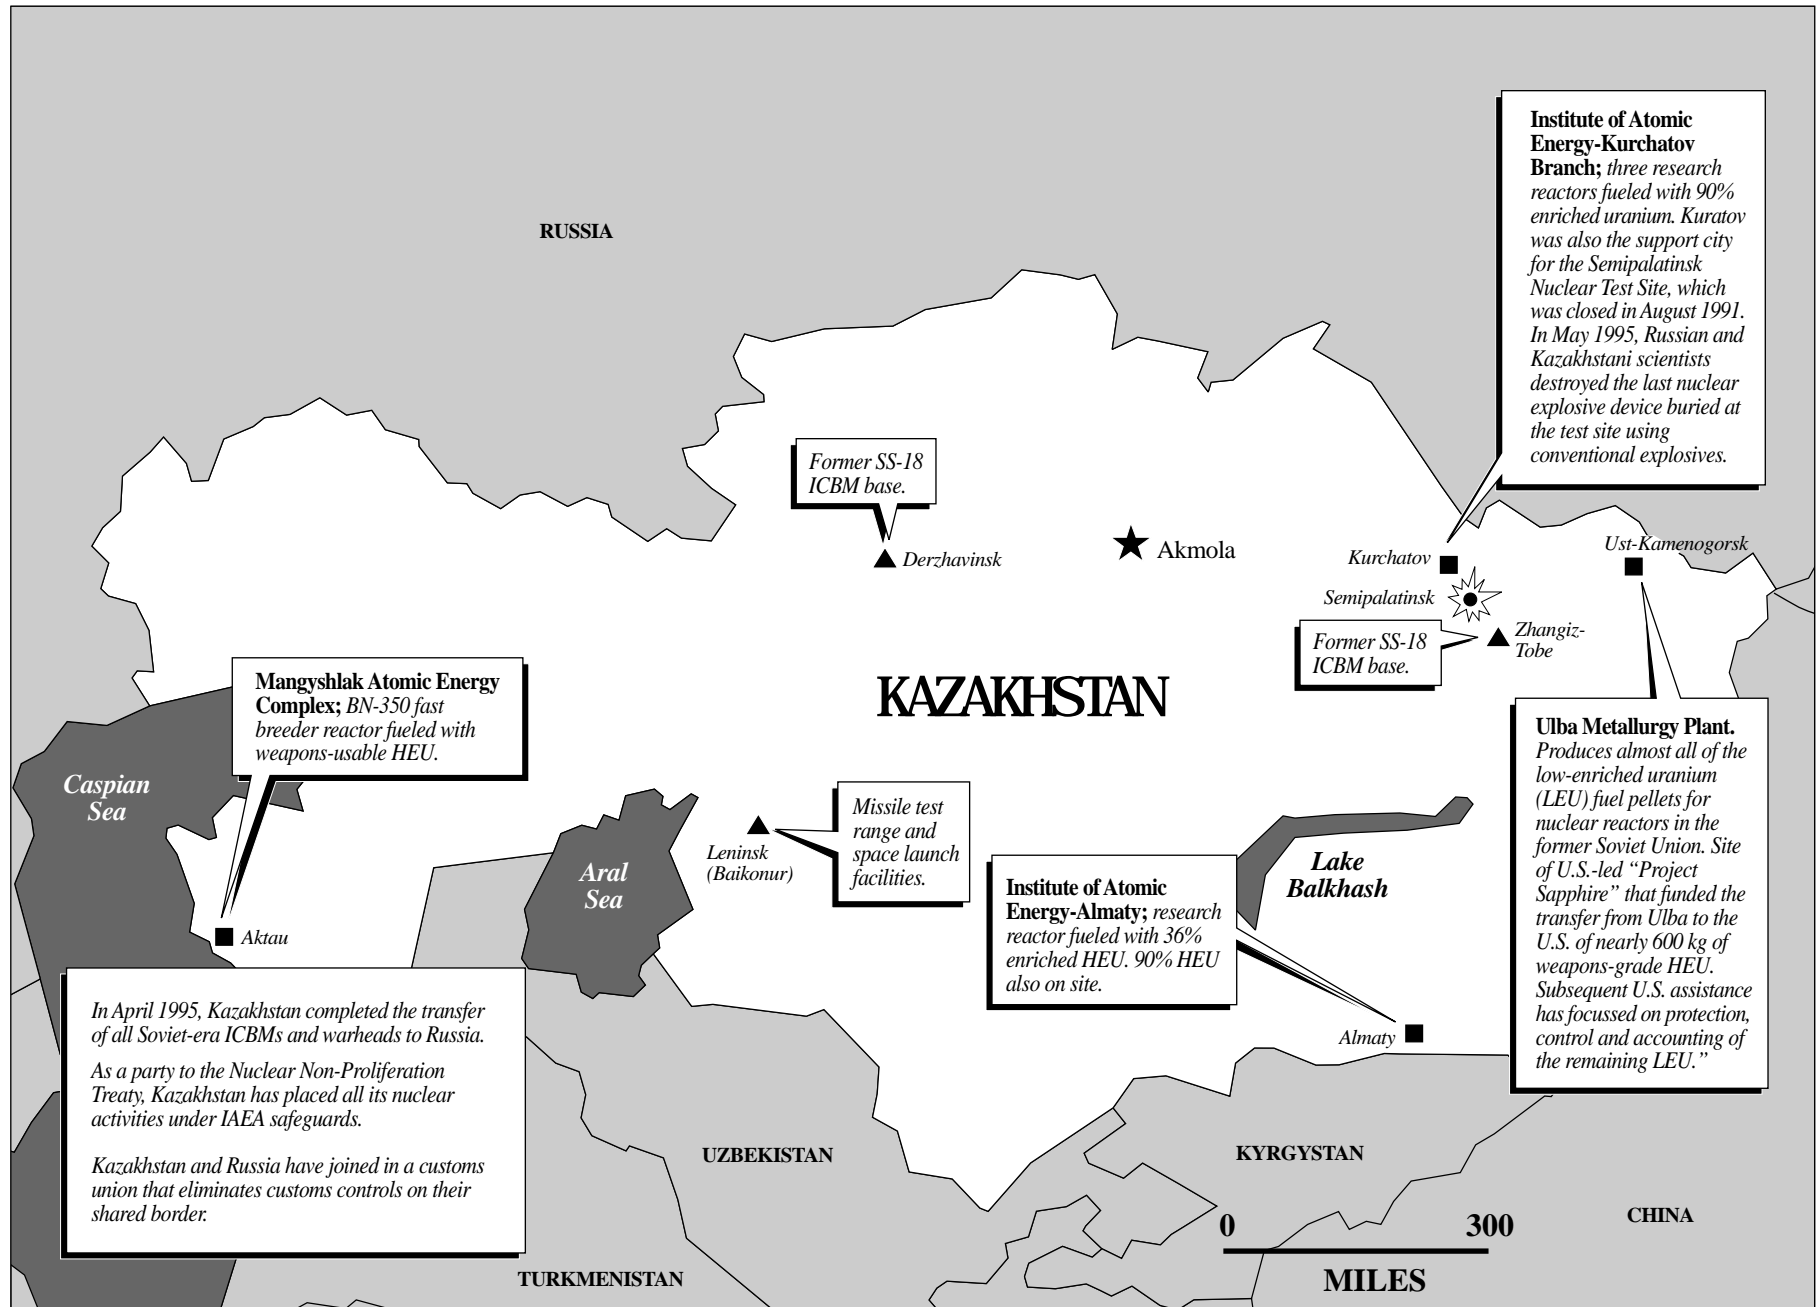 RUSSIA
Institute of Atomic
Energy-Kurchatov
Branch; three research
reactors fueled with 90%
enriched uranium. Kuratov
was also the support city
for the Semipalatinsk
Nuclear Test Site, which
was closed in August 1991.
In May 1995, Russian and
Kazakhstani scientists
destroyed the last nuclear
explosive device buried at
the test site using
conventional explosives.
Former SS-18
ICBM base.
Derzhavinsk
Akmola
Kurchatov
Ust-Kamenogorsk
Semipalatinsk
Former SS-18
ICBM base.
Zhangiz-
Tobe
KAZAKHSTAN
Mangyshlak Atomic Energy
Complex; BN-350 fast
breeder reactor fueled with
weapons-usable HEU.
Caspian
Sea
Aral
Sea
Leninsk
(Baikonur)
Missile test
range and
space launch
facilities.
Lake
Balkhash
Institute of Atomic
Energy-Almaty; research
reactor fueled with 36%
enriched HEU. 90% HEU
also on site.
Almaty
Ulba Metallurgy Plant.
Produces almost all of the
low-enriched uranium
(LEU) fuel pellets for
nuclear reactors in the
former Soviet Union. Site
of U.S.-led “Project
Sapphire” that funded the
transfer from Ulba to the
U.S. of nearly 600 kg of
weapons-grade HEU.
Subsequent U.S. assistance
has focussed on protection,
control and accounting of
the remaining LEU.”
Aktau
In April 1995, Kazakhstan completed the transfer
of all Soviet-era ICBMs and warheads to Russia.
As a party to the Nuclear Non-Proliferation
Treaty, Kazakhstan has placed all its nuclear
activities under IAEA safeguards.
Kazakhstan and Russia have joined in a customs
union that eliminates customs controls on their
shared border.
UZBEKISTAN
KYRGYSTAN
CHINA
TURKMENISTAN
0 300
MILES